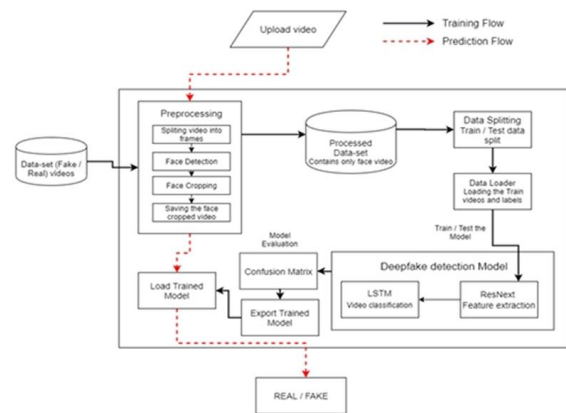 Upload video
Training Flow
Prediction Flow
Preprocessing
Spliting video into
frames
Face Detection
Face Cropping
Saving the face
cropped video
Data-set (Fake /
Real) videos
Processed
Data-set
Contains only face video
Data Splitting
Train / Test data
split
Data Loader
Loading the Train
videos and labels
Train / Test the
Model
Deepfake detection Model
ResNext
Feature extraction
LSTM
Video classification
Model
Evaluation
Confusion Matrix
Export Trained
Model
Load Trained
Model
REAL / FAKE